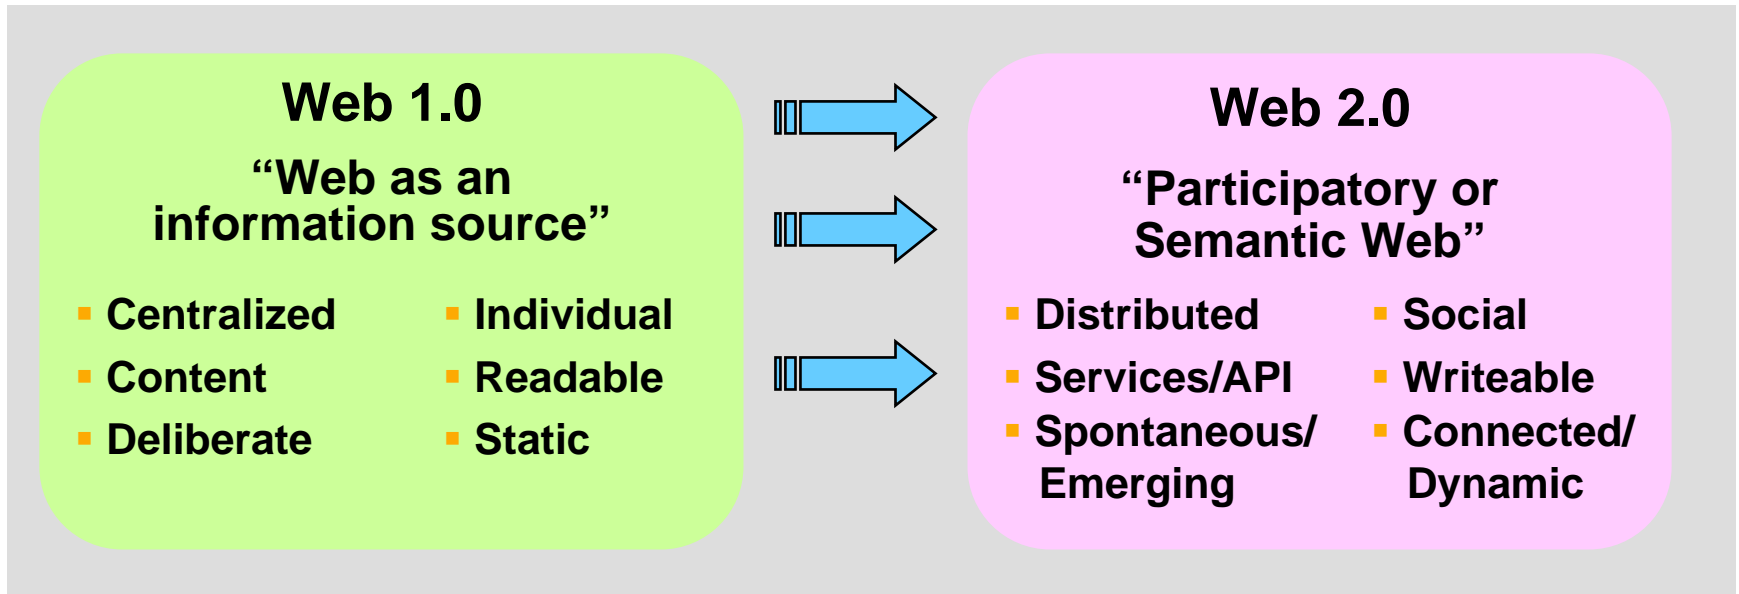 Web 1.0
“Web as an
information source”
▪ Centralized
▪ Content
▪ Deliberate
▪ Individual
▪ Readable
▪ Static
Web 2.0
“Participatory or
Semantic Web”
▪ Distributed
▪ Services/API
▪ Spontaneous/
Emerging
▪ Social
▪ Writeable
▪ Connected/
Dynamic